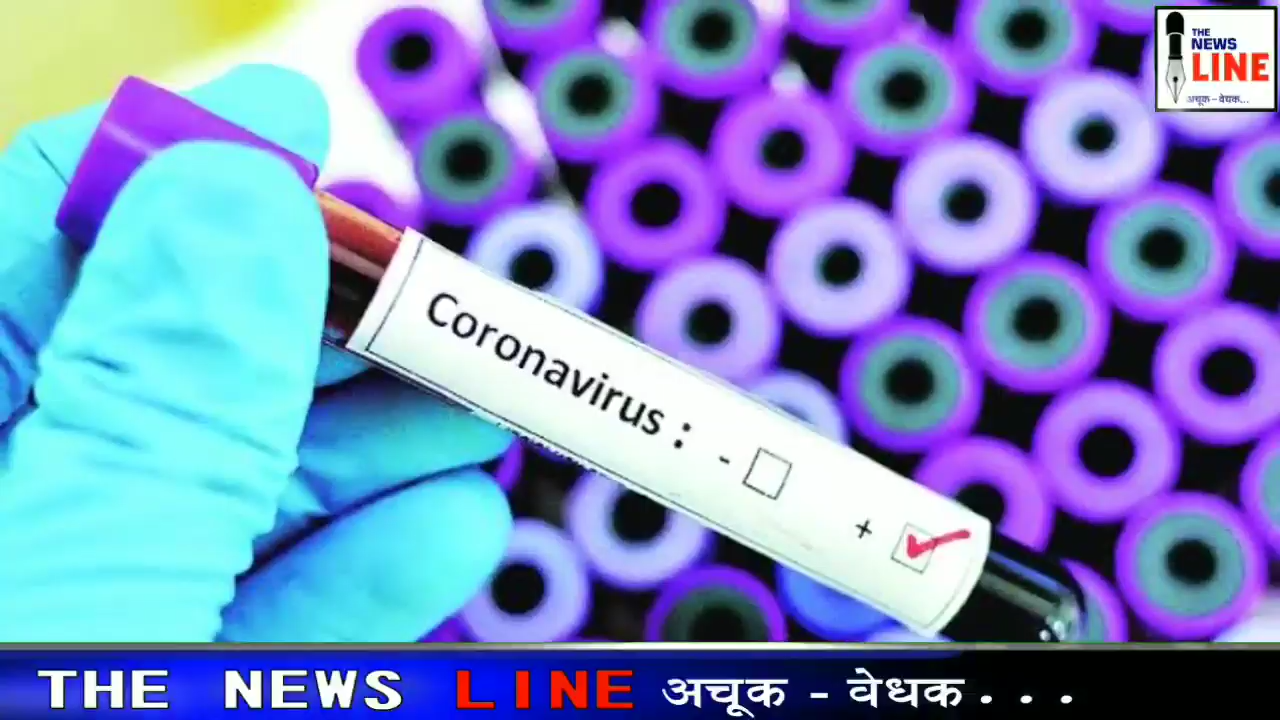 THE
NEWS
LINE
अचूक - वेधक...
Coronavirus :
- ☐
+ ☑
THE NEWS LINE अचूक - वेधक...